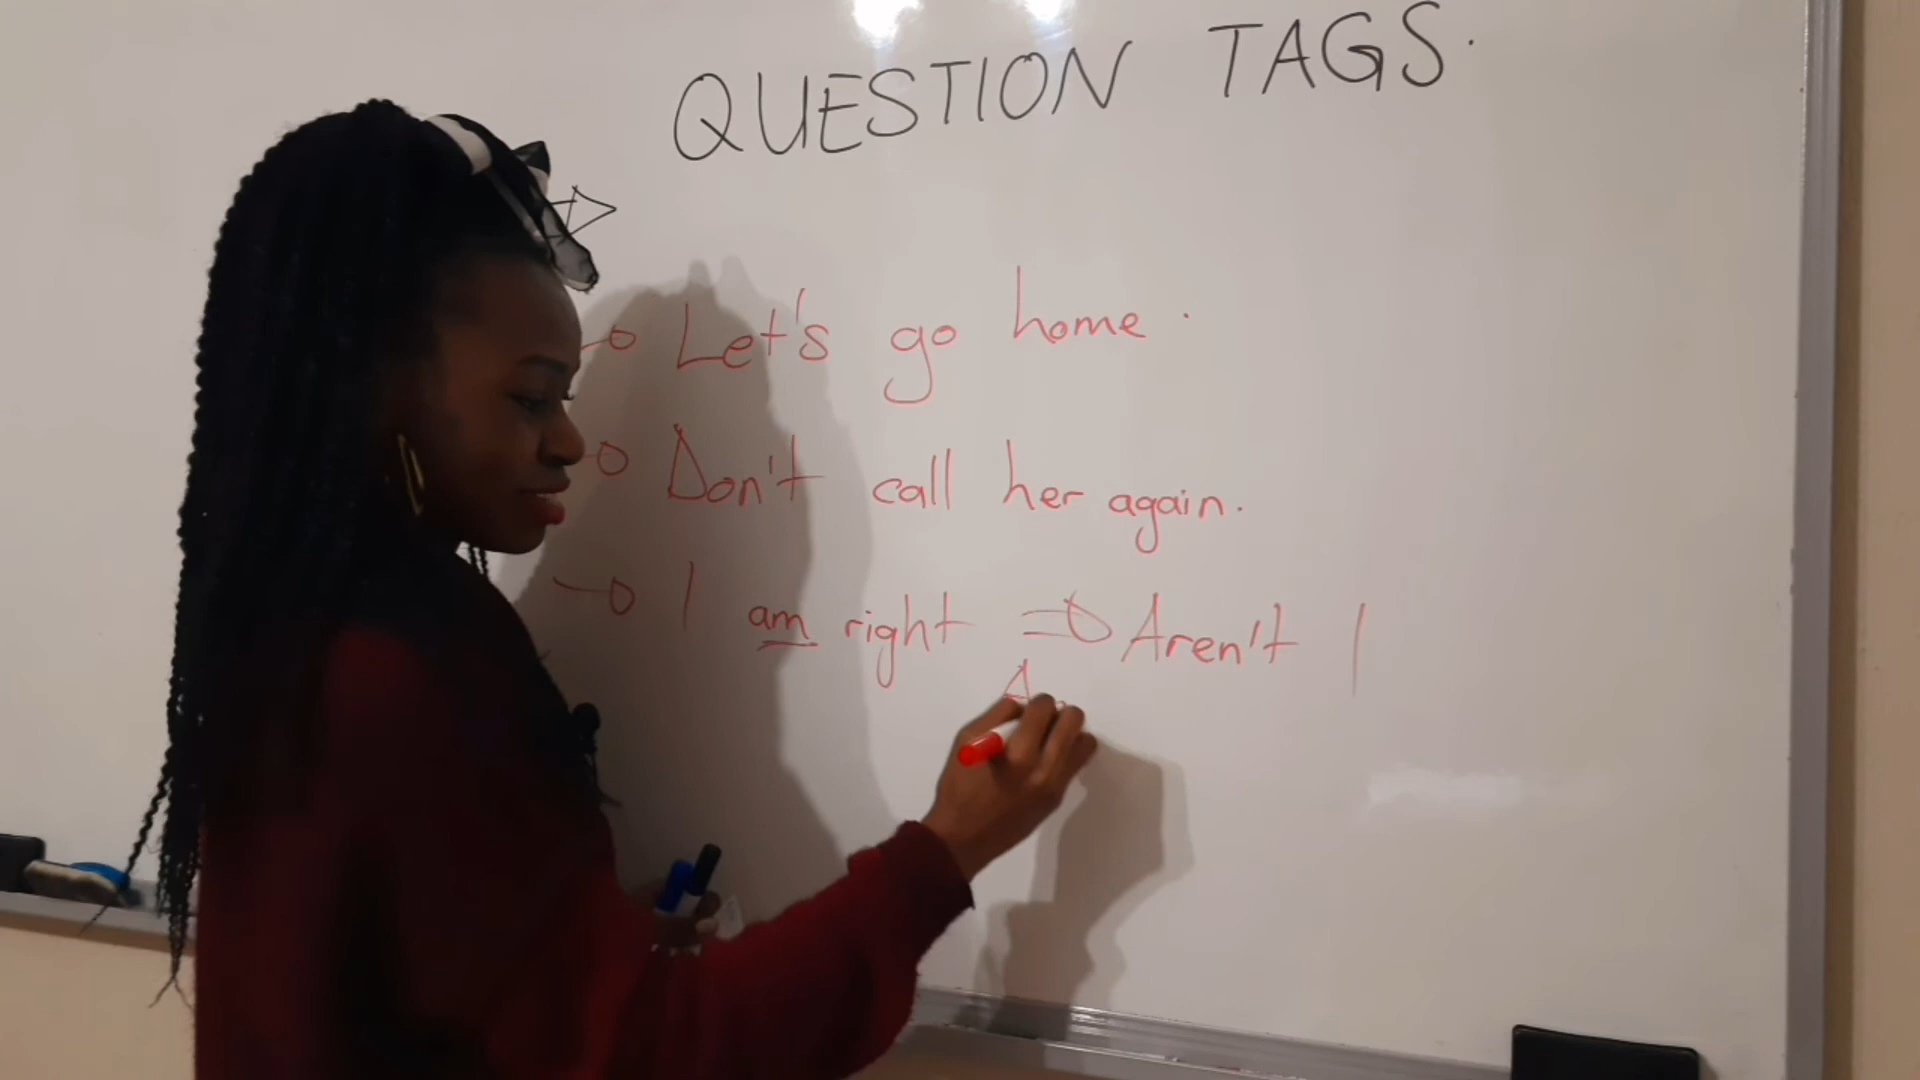 QUESTION TAGS.
Let's go home.
Don't call her again.
I am right ⇒ Aren't I
A